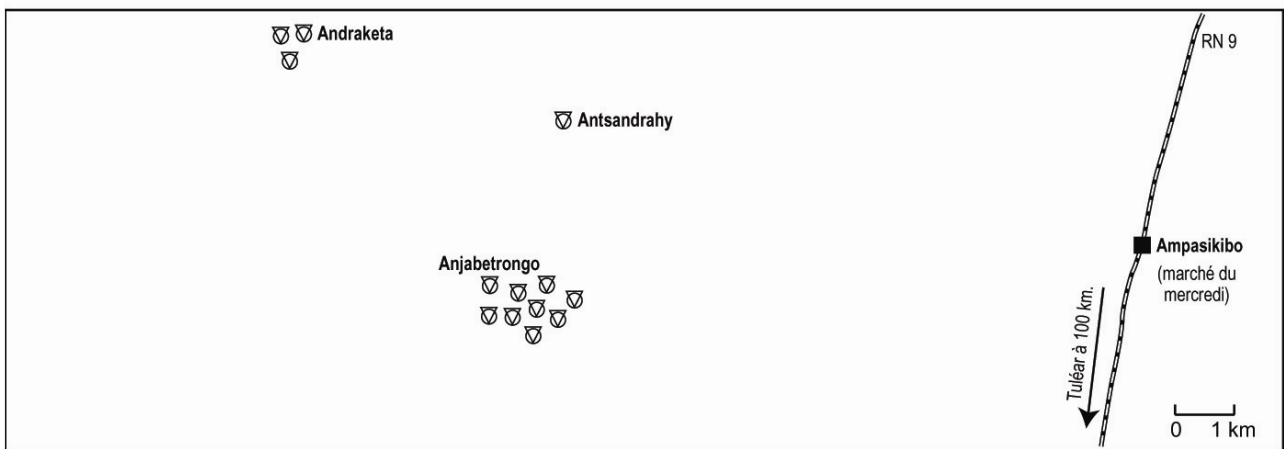 Andraketa
RN 9
Antsandrahy
Anjabetrongo
Ampasikibo
(marché du
mercredi)
Tuléar à 100 km.
0 1 km